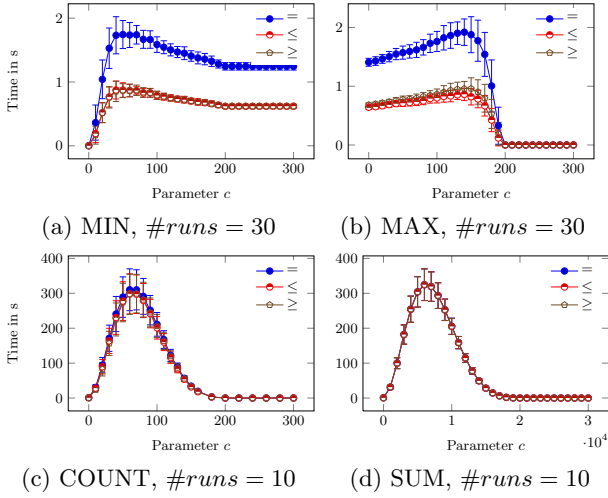 Time in s
2
1
0
0 100 200 300
Parameter c
=
<
≥
(a) MIN, #runs = 30
2
1
0
0 100 200 300
Parameter c
=
<
≥
(b) MAX, #runs = 30
Time in s
400
300
200
100
0
0 100 200 300
Parameter c
=
<
≥
(c) COUNT, #runs = 10
400
300
200
100
0
0 1 2 3
·10⁴
Parameter c
=
<
≥
(d) SUM, #runs = 10